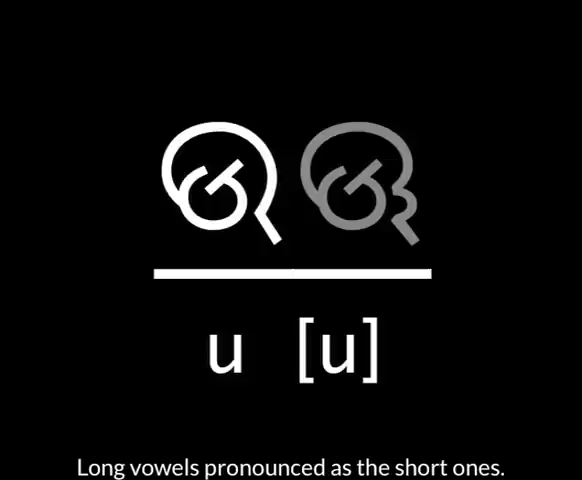 ଉ ଊ
u [u]
Long vowels pronounced as the short ones.